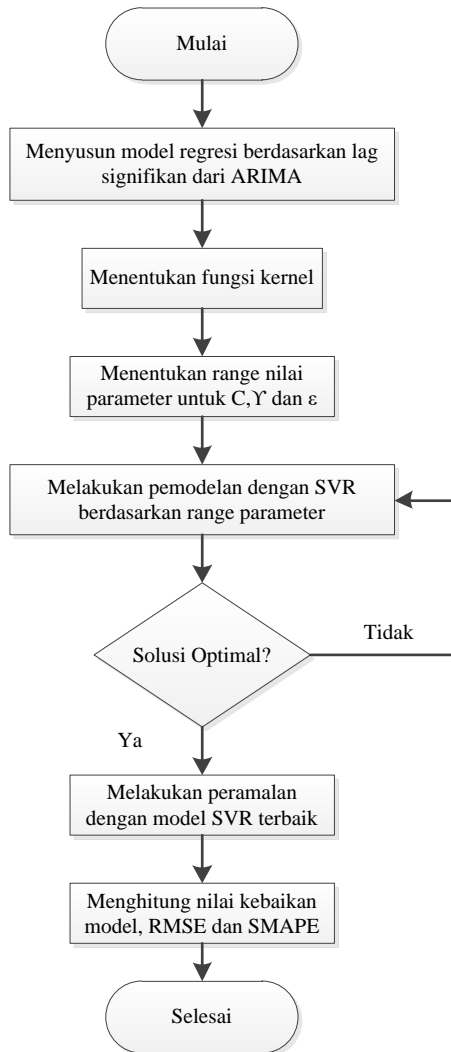 Mulai
Menyusun model regresi berdasarkan lag
signifikan dari ARIMA
Menentukan fungsi kernel
Menentukan range nilai
parameter untuk C,ϒ dan ε
Melakukan pemodelan dengan SVR
berdasarkan range parameter
Solusi Optimal?
Tidak
Ya
Melakukan peramalan
dengan model SVR terbaik
Menghitung nilai kebaikan
model, RMSE dan SMAPE
Selesai